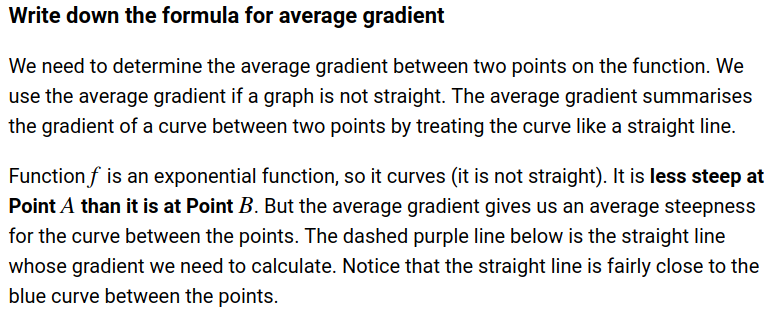 Write down the formula for average gradient
We need to determine the average gradient between two points on the function. We
use the average gradient if a graph is not straight. The average gradient summarises
the gradient of a curve between two points by treating the curve like a straight line.
Function f is an exponential function, so it curves (it is not straight). It is less steep at
Point A than it is at Point B. But the average gradient gives us an average steepness
for the curve between the points. The dashed purple line below is the straight line
whose gradient we need to calculate. Notice that the straight line is fairly close to the
blue curve between the points.